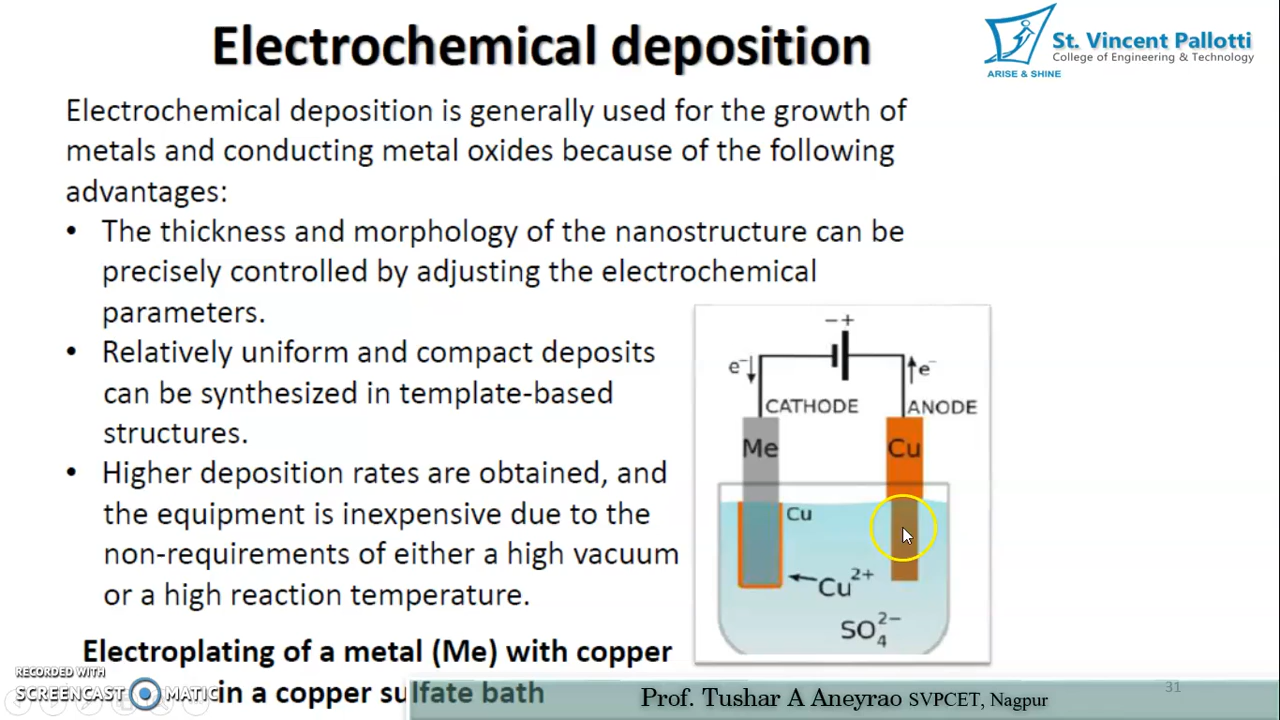 Electrochemical deposition
St. Vincent Pallotti
College of Engineering & Technology
ARISE & SHINE
Electrochemical deposition is generally used for the growth of
metals and conducting metal oxides because of the following
advantages:
• The thickness and morphology of the nanostructure can be
precisely controlled by adjusting the electrochemical
parameters.
• Relatively uniform and compact deposits
can be synthesized in template-based
structures.
• Higher deposition rates are obtained, and
the equipment is inexpensive due to the
non-requirements of either a high vacuum
or a high reaction temperature.
− +
e⁻ e⁻
CATHODE ANODE
Me Cu
Cu
Cu²⁺
SO₄²⁻
Electroplating of a metal (Me) with copper
in a copper sulfate bath
RECORDED WITH
SCREENCAST MATIC
Prof. Tushar A Aneyrao SVPCET, Nagpur
31